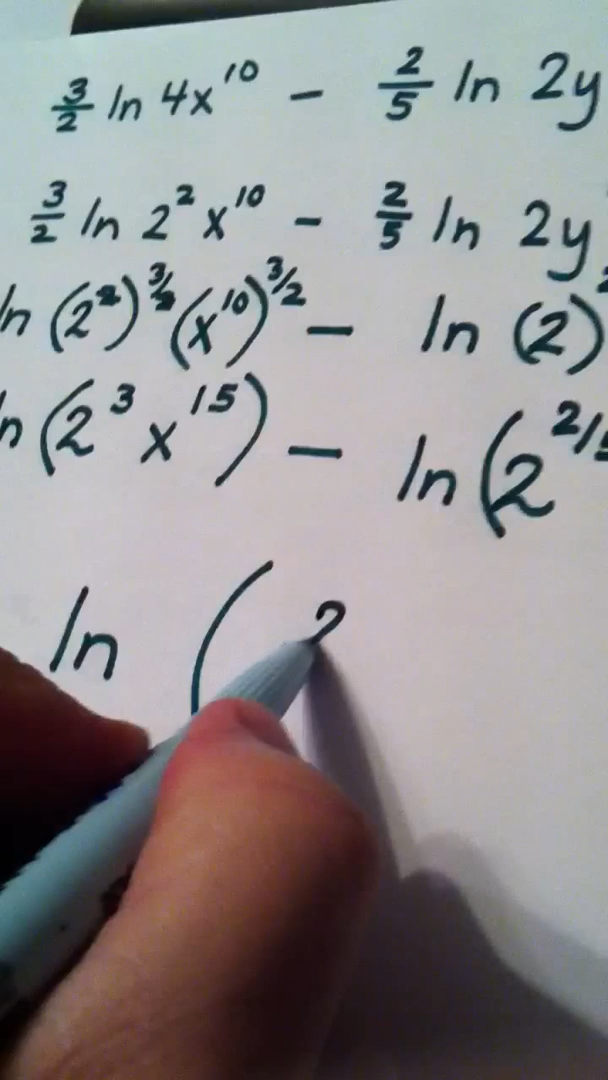 3/2 ln 4x^10 - 2/5 ln 2y
3/2 ln 2^2 x^10 - 2/5 ln 2y
ln (2^2)^3/2 (x^10)^3/2 - ln (2)
ln (2^3 x^15) - ln (2^2/5
ln ( 2